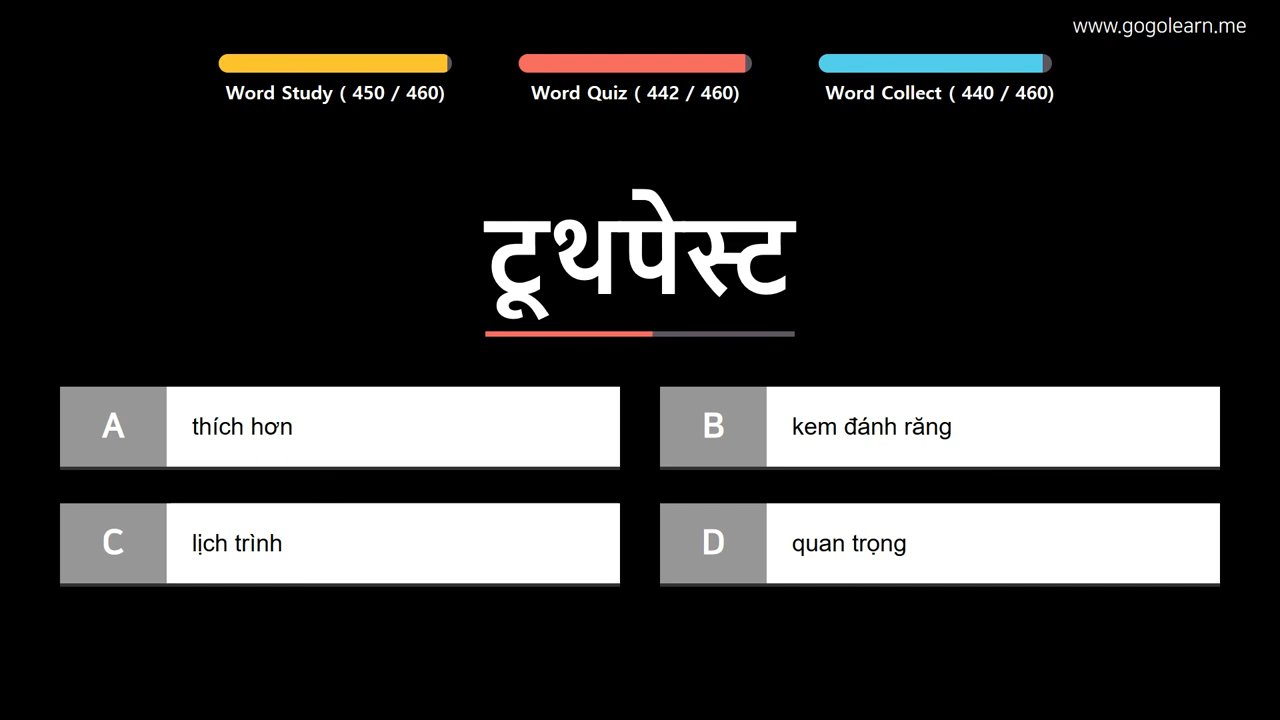 www.gogolearn.me
Word Study ( 450 / 460)
Word Quiz ( 442 / 460)
Word Collect ( 440 / 460)
टूथपेस्ट
A
thích hơn
B
kem đánh răng
C
lịch trình
D
quan trọng